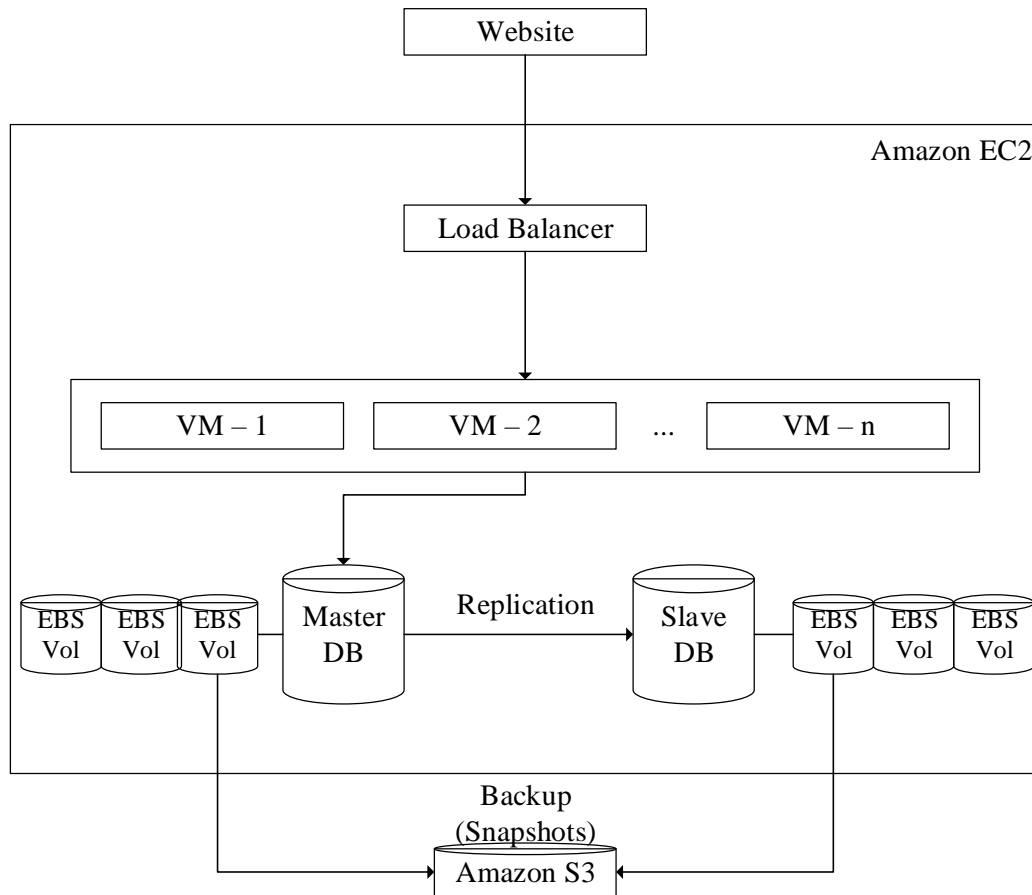 Website
Amazon EC2
Load Balancer
VM – 1
VM – 2
...
VM – n
Master
DB
Replication
Slave
DB
EBS
Vol
EBS
Vol
EBS
Vol
EBS
Vol
EBS
Vol
EBS
Vol
Backup
(Snapshots)
Amazon S3